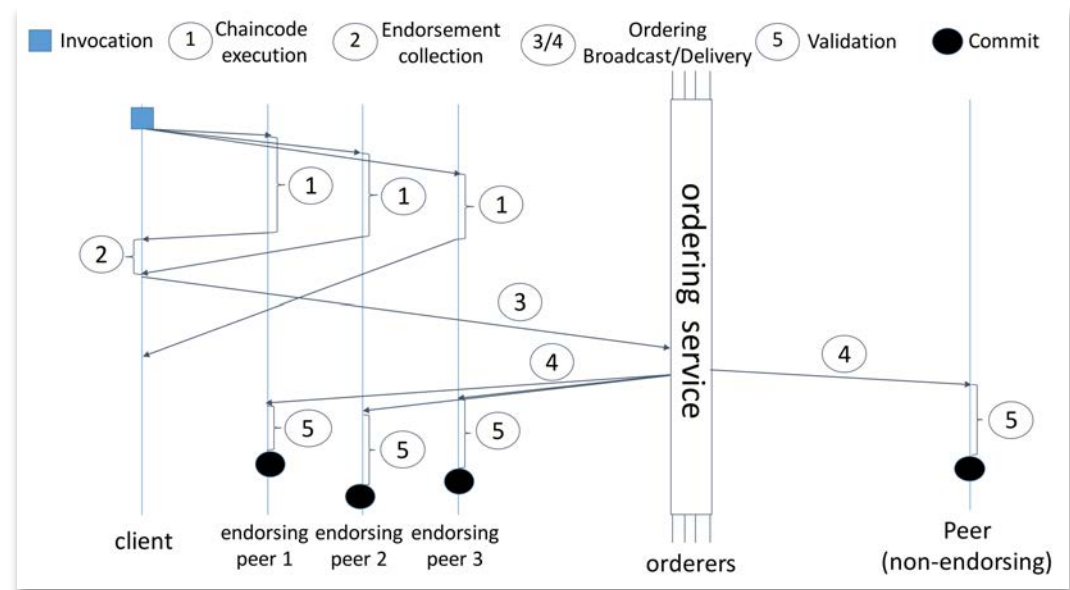 Invocation
1
Chaincode
execution
2
Endorsement
collection
3/4
Ordering
Broadcast/Delivery
5
Validation
Commit
1
1
1
2
3
4
4
5
5
5
5
ordering service
client
endorsing
peer 1
endorsing
peer 2
endorsing
peer 3
orderers
Peer
(non-endorsing)